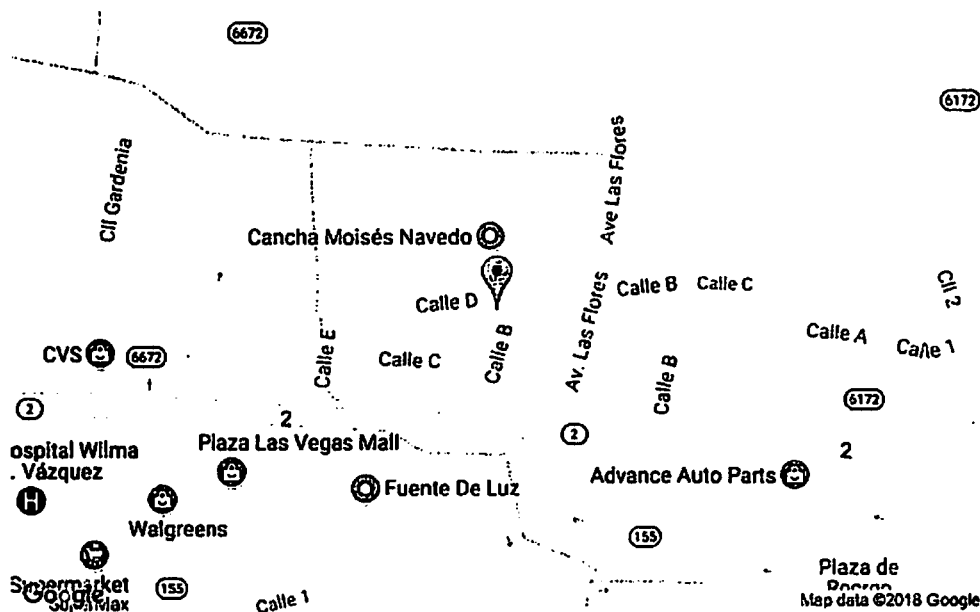 6672
6172
Cll Gardenia
Ave Las Flores
Cancha Moisés Navedo
Calle D
Calle B
Calle C
Cll 2
Av. Las Flores
Calle E
Calle C
Calle B
Calle B
Calle A
Calle 1
CVS
6672
6172
2
2
2
2
ospital Wilma
. Vázquez
H
Plaza Las Vegas Mall
Fuente De Luz
Advance Auto Parts
Walgreens
155
Supermarket
Google
SuperMax
155
Calle 1
Plaza de
Map data ©2018 Google